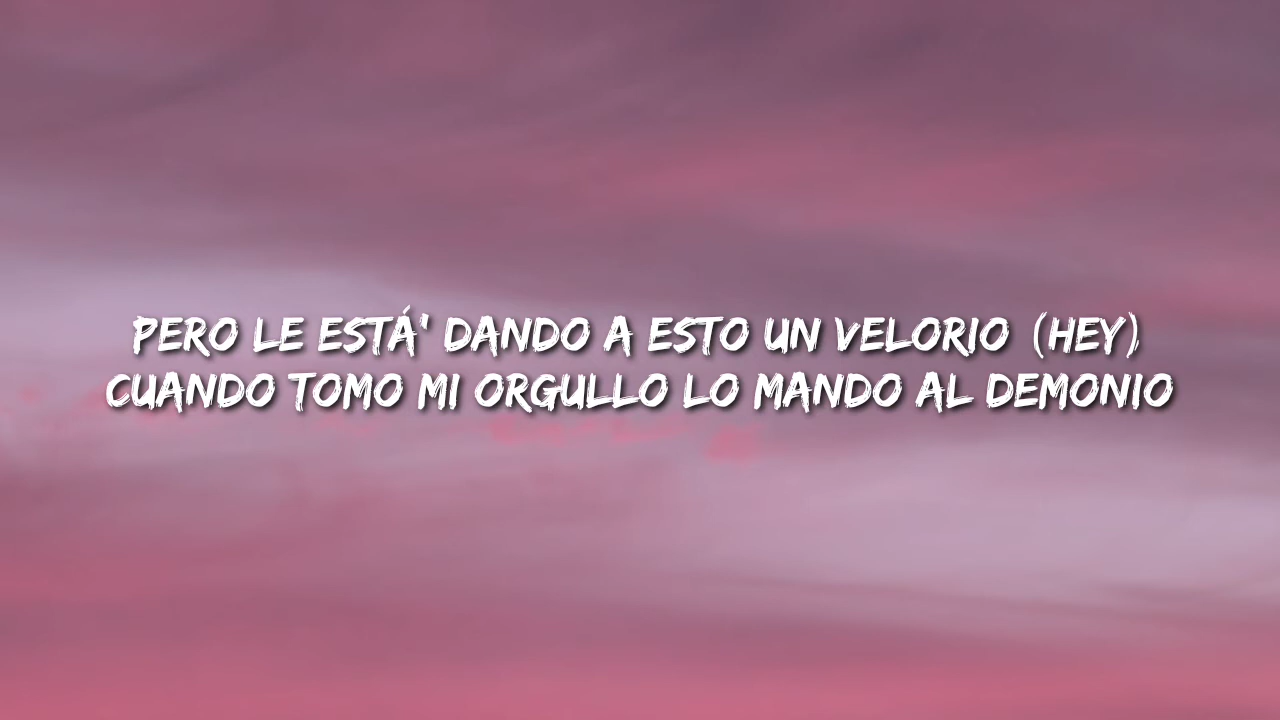 PERO LE ESTÁ' DANDO A ESTO UN VELORIO (HEY)
CUANDO TOMO MI ORGULLO LO MANDO AL DEMONIO